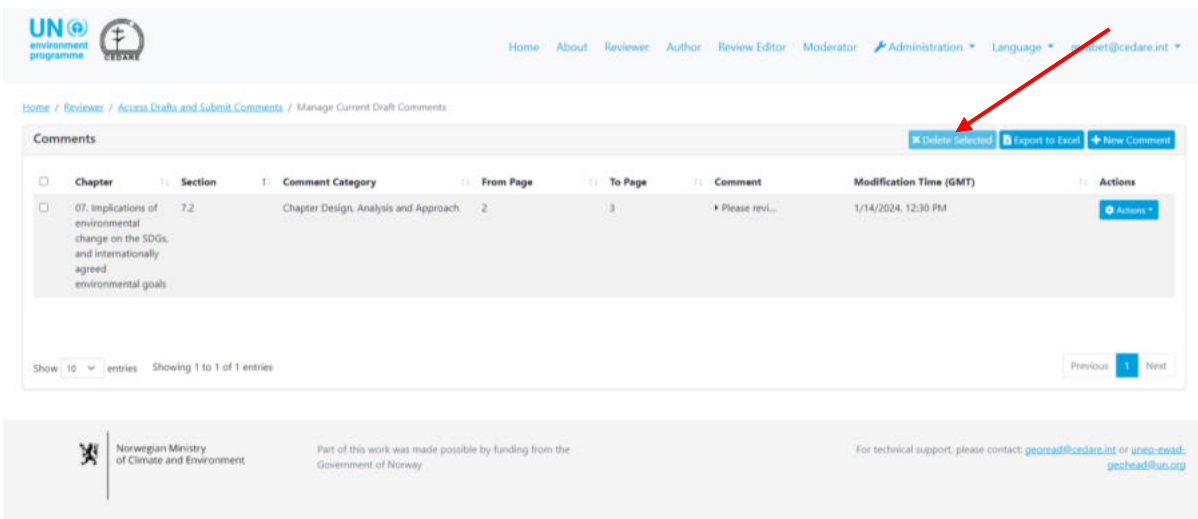 UN
environment
programme
CEDARE
Home About Reviewer Author Review Editor Moderator Administration Language @cedare.int
Home / Reviewer / Access Drafts and Submit Comments / Manage Current Draft Comments
Comments
Delete Selected Export to Excel New Comment
Chapter Section Comment Category From Page To Page Comment Modification Time (GMT) Actions
07. Implications of environmental change on the SDGs, and internationally agreed environmental goals 7.2 Chapter Design, Analysis and Approach 2 3 Please revi... 1/14/2024, 12:30 PM Actions
Show 10 entries Showing 1 to 1 of 1 entries
Previous 1 Next
Norwegian Ministry
of Climate and Environment
Part of this work was made possible by funding from the
Government of Norway
For technical support, please contact: georead@cedare.int or unep-ewad-
geohead@un.org